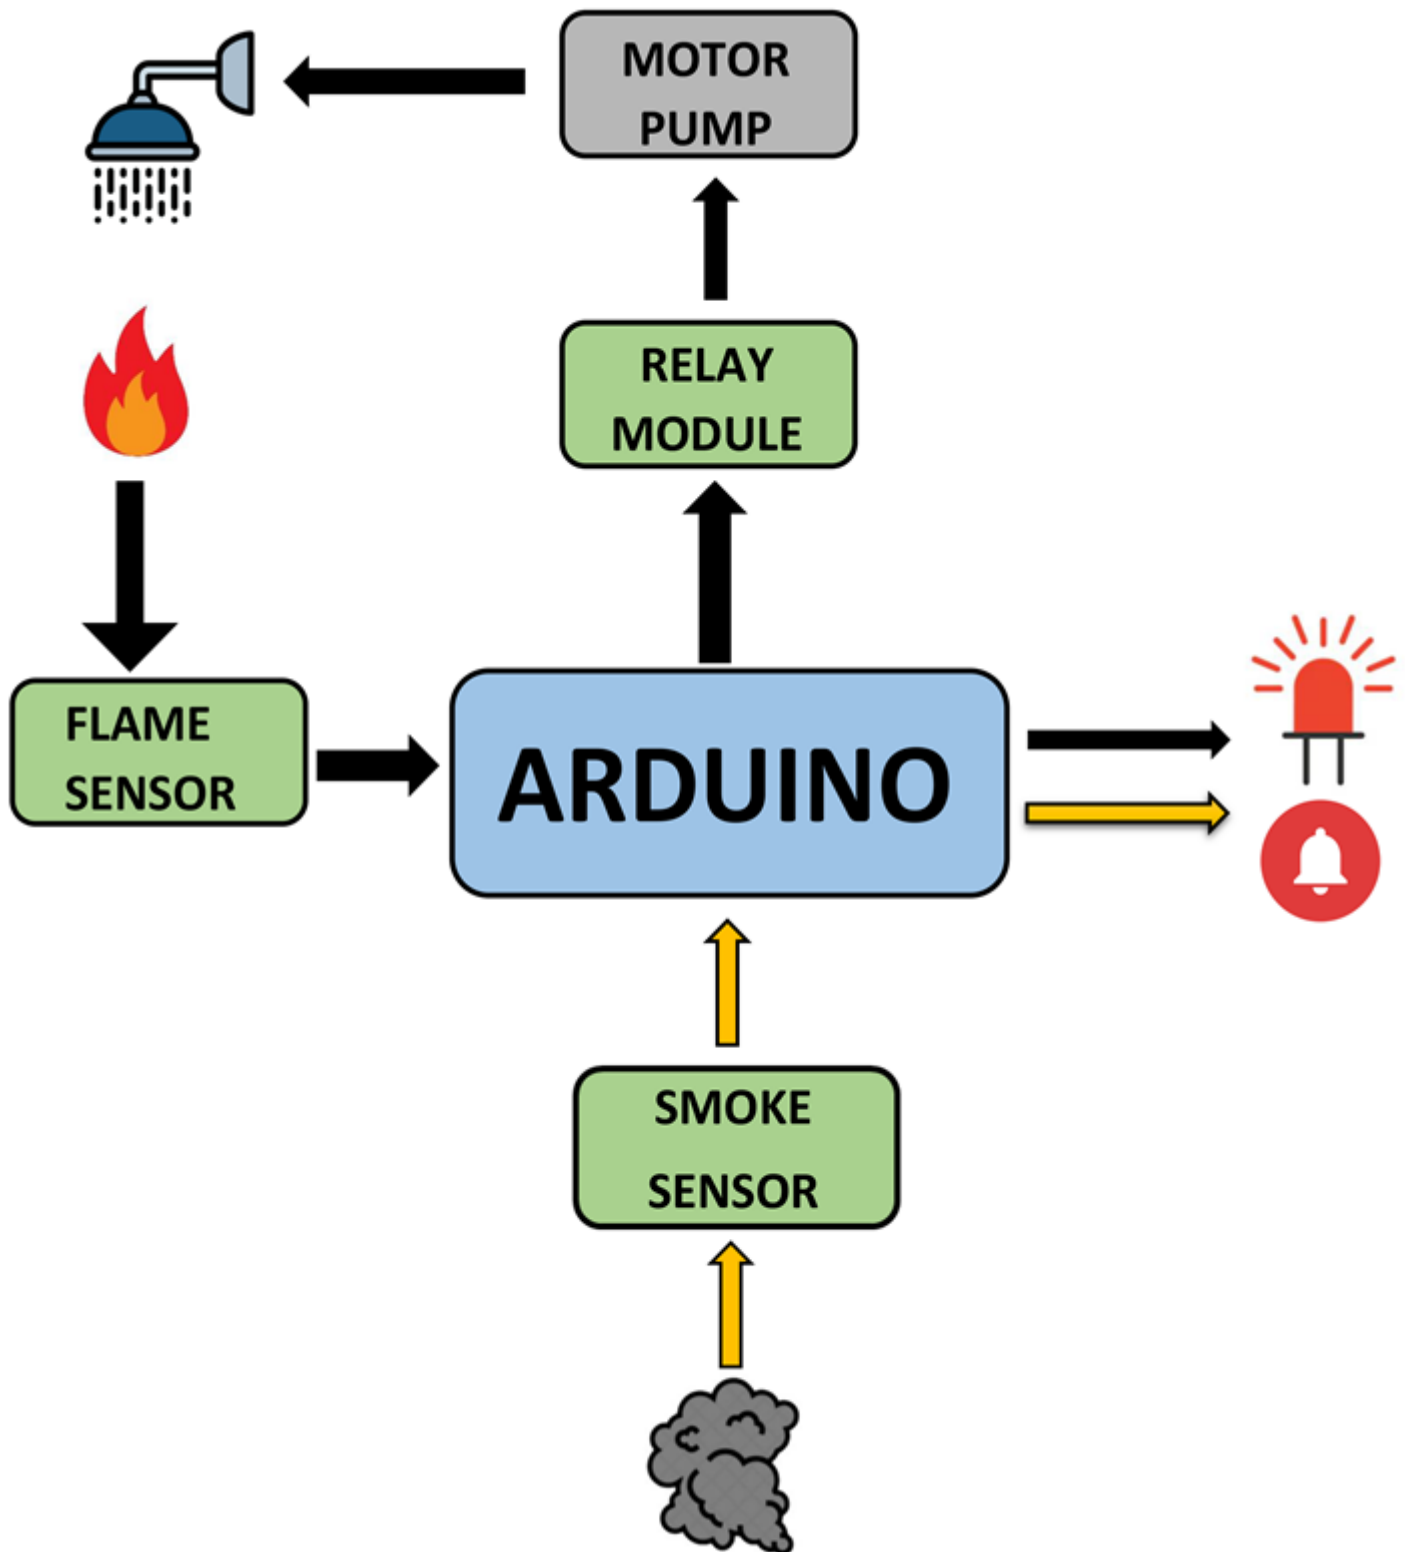 MOTOR
PUMP
RELAY
MODULE
FLAME
SENSOR
ARDUINO
SMOKE
SENSOR